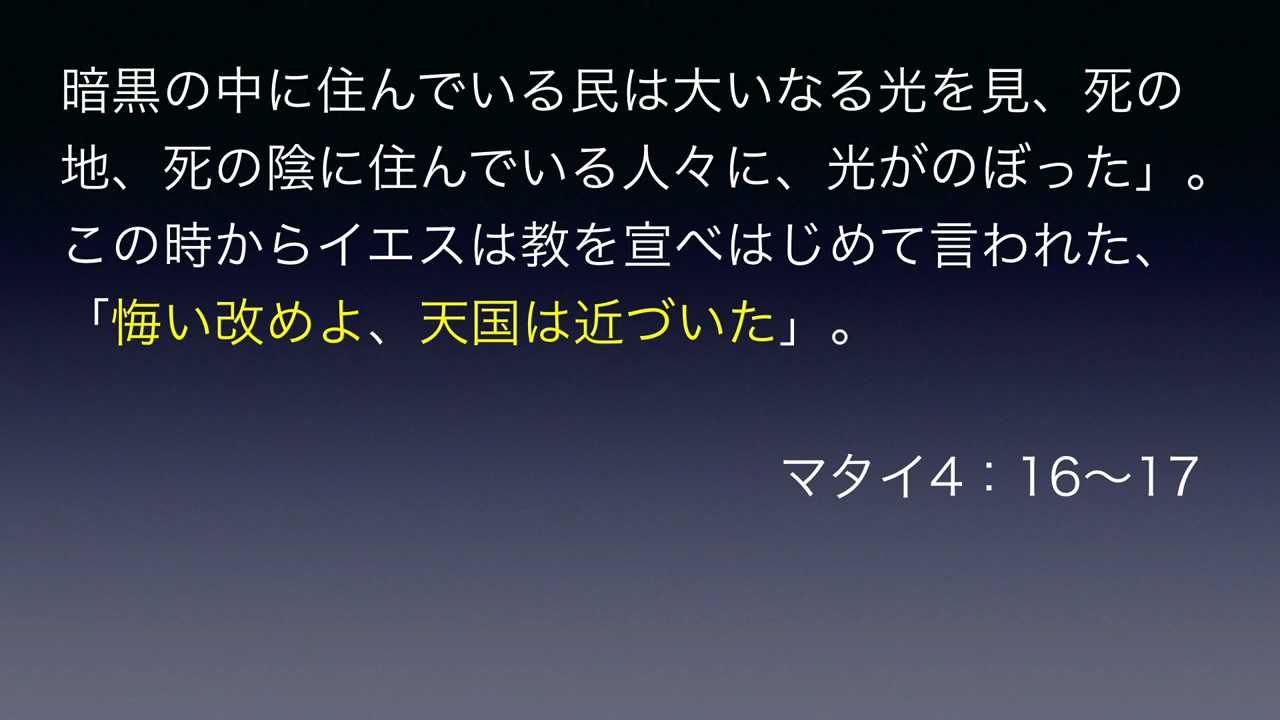 暗黒の中に住んでいる民は大いなる光を見、死の
地、死の陰に住んでいる人々に、光がのぼった」。
この時からイエスは教を宣べはじめて言われた、
「悔い改めよ、天国は近づいた」。
マタイ4：16〜17